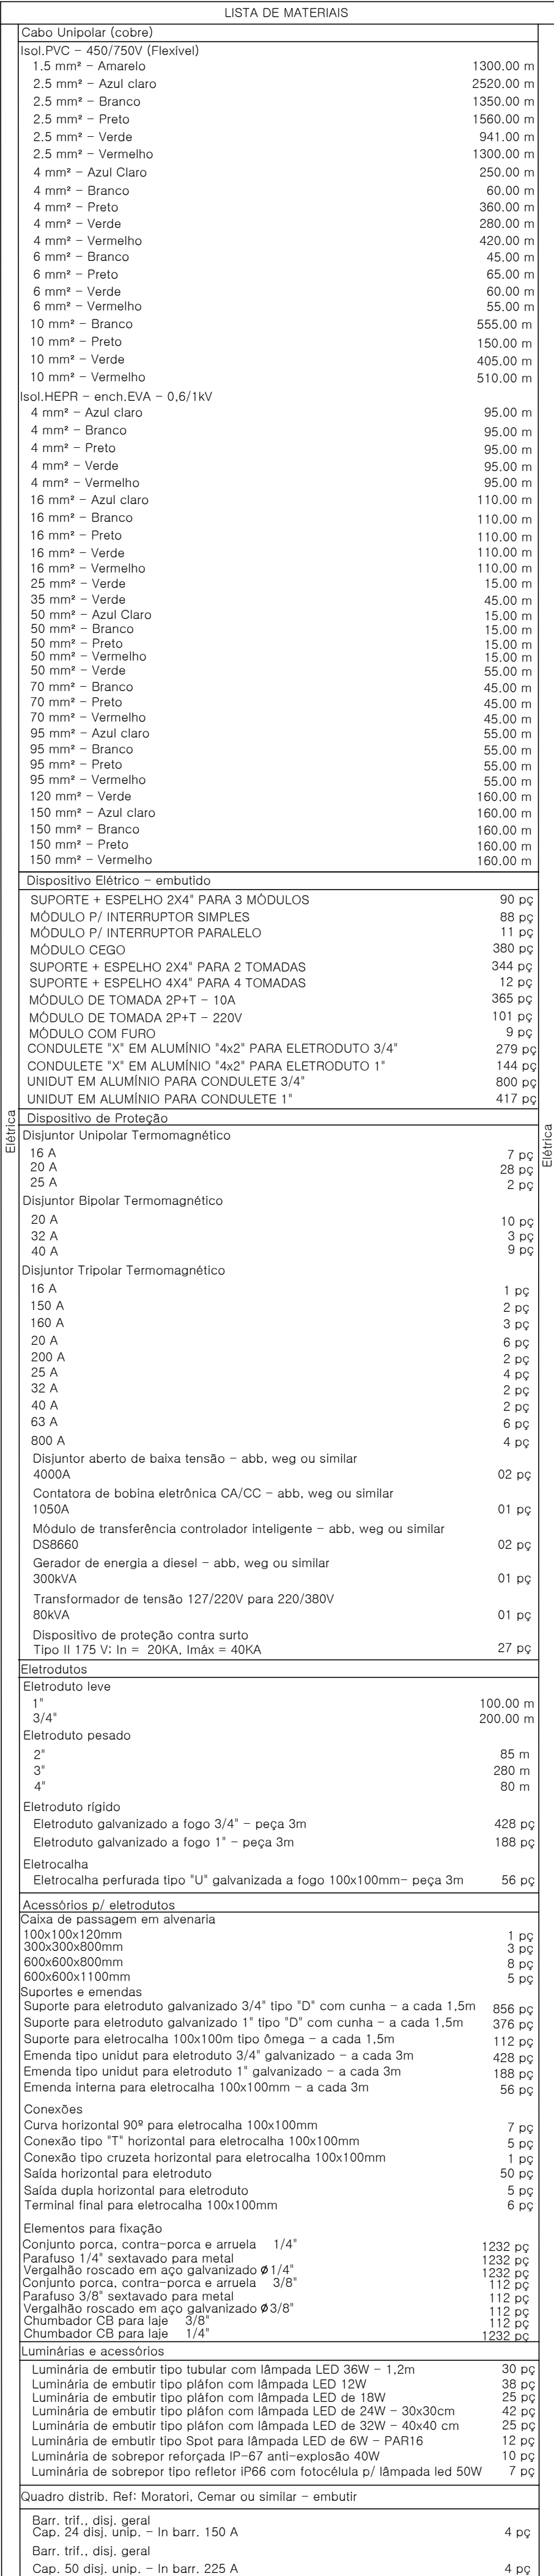 LISTA DE MATERIAIS
Cabo Unipolar (cobre)
Isol.PVC - 450/750V (Flexível)
1.5 mm² - Amarelo 1300.00 m
2.5 mm² - Azul claro 2520.00 m
2.5 mm² - Branco 1350.00 m
2.5 mm² - Preto 1560.00 m
2.5 mm² - Verde 941.00 m
2.5 mm² - Vermelho 1300.00 m
4 mm² - Azul Claro 250.00 m
4 mm² - Branco 60.00 m
4 mm² - Preto 360.00 m
4 mm² - Verde 280.00 m
4 mm² - Vermelho 420.00 m
6 mm² - Branco 45.00 m
6 mm² - Preto 65.00 m
6 mm² - Verde 60.00 m
6 mm² - Vermelho 55.00 m
10 mm² - Branco 555.00 m
10 mm² - Preto 150.00 m
10 mm² - Verde 405.00 m
10 mm² - Vermelho 510.00 m
Isol.HEPR - ench.EVA - 0,6/1kV
4 mm² - Azul claro 95.00 m
4 mm² - Branco 95.00 m
4 mm² - Preto 95.00 m
4 mm² - Verde 95.00 m
4 mm² - Vermelho 95.00 m
16 mm² - Azul claro 110.00 m
16 mm² - Branco 110.00 m
16 mm² - Preto 110.00 m
16 mm² - Verde 110.00 m
16 mm² - Vermelho 110.00 m
25 mm² - Verde 15.00 m
35 mm² - Verde 45.00 m
50 mm² - Azul Claro 15.00 m
50 mm² - Branco 15.00 m
50 mm² - Preto 15.00 m
50 mm² - Vermelho 15.00 m
50 mm² - Verde 55.00 m
70 mm² - Branco 45.00 m
70 mm² - Preto 45.00 m
70 mm² - Vermelho 45.00 m
95 mm² - Azul claro 55.00 m
95 mm² - Branco 55.00 m
95 mm² - Preto 55.00 m
95 mm² - Vermelho 55.00 m
120 mm² - Verde 160.00 m
150 mm² - Azul claro 160.00 m
150 mm² - Branco 160.00 m
150 mm² - Preto 160.00 m
150 mm² - Vermelho 160.00 m
Dispositivo Elétrico - embutido
SUPORTE + ESPELHO 2X4" PARA 3 MÓDULOS 90 pç
MÓDULO P/ INTERRUPTOR SIMPLES 88 pç
MÓDULO P/ INTERRUPTOR PARALELO 11 pç
MÓDULO CEGO 380 pç
SUPORTE + ESPELHO 2X4" PARA 2 TOMADAS 344 pç
SUPORTE + ESPELHO 4X4" PARA 4 TOMADAS 12 pç
MÓDULO DE TOMADA 2P+T - 10A 365 pç
MÓDULO DE TOMADA 2P+T - 220V 101 pç
MÓDULO COM FURO 9 pç
CONDULETE "X" EM ALUMÍNIO "4x2" PARA ELETRODUTO 3/4" 279 pç
CONDULETE "X" EM ALUMÍNIO "4x2" PARA ELETRODUTO 1" 144 pç
UNIDUT EM ALUMÍNIO PARA CONDULETE 3/4" 800 pç
UNIDUT EM ALUMÍNIO PARA CONDULETE 1" 417 pç
Elétrica
Elétrica
Dispositivo de Proteção
Disjuntor Unipolar Termomagnético
16 A 7 pç
20 A 28 pç
25 A 2 pç
Disjuntor Bipolar Termomagnético
20 A 10 pç
32 A 3 pç
40 A 9 pç
Disjuntor Tripolar Termomagnético
16 A 1 pç
150 A 2 pç
160 A 3 pç
20 A 6 pç
200 A 2 pç
25 A 4 pç
32 A 2 pç
40 A 2 pç
63 A 6 pç
800 A 4 pç
Disjuntor aberto de baixa tensão - abb, weg ou similar
4000A 02 pç
Contatora de bobina eletrônica CA/CC - abb, weg ou similar
1050A 01 pç
Módulo de transferência controlador inteligente - abb, weg ou similar
DS8660 02 pç
Gerador de energia a diesel - abb, weg ou similar
300kVA 01 pç
Transformador de tensão 127/220V para 220/380V
80kVA 01 pç
Dispositivo de proteção contra surto
Tipo II 175 V; In = 20KA, Imáx = 40KA 27 pç
Eletrodutos
Eletroduto leve
1" 100.00 m
3/4" 200.00 m
Eletroduto pesado
2" 85 m
3" 280 m
4" 80 m
Eletroduto rígido
Eletroduto galvanizado a fogo 3/4" - peça 3m 428 pç
Eletroduto galvanizado a fogo 1" - peça 3m 188 pç
Eletrocalha
Eletrocalha perfurada tipo "U" galvanizada a fogo 100x100mm- peça 3m 56 pç
Acessórios p/ eletrodutos
Caixa de passagem em alvenaria
100x100x120mm 1 pç
300x300x800mm 3 pç
600x600x800mm 8 pç
600x600x1100mm 5 pç
Suportes e emendas
Suporte para eletroduto galvanizado 3/4" tipo "D" com cunha - a cada 1,5m 856 pç
Suporte para eletroduto galvanizado 1" tipo "D" com cunha - a cada 1,5m 376 pç
Suporte para eletrocalha 100x100m tipo ômega - a cada 1,5m 112 pç
Emenda tipo unidut para eletroduto 3/4" galvanizado - a cada 3m 428 pç
Emenda tipo unidut para eletroduto 1" galvanizado - a cada 3m 188 pç
Emenda interna para eletrocalha 100x100mm - a cada 3m 56 pç
Conexões
Curva horizontal 90º para eletrocalha 100x100mm 7 pç
Conexão tipo "T" horizontal para eletrocalha 100x100mm 5 pç
Conexão tipo cruzeta horizontal para eletrocalha 100x100mm 1 pç
Saída horizontal para eletroduto 50 pç
Saída dupla horizontal para eletroduto 5 pç
Terminal final para eletrocalha 100x100mm 6 pç
Elementos para fixação
Conjunto porca, contra-porca e arruela 1/4" 1232 pç
Parafuso 1/4" sextavado para metal 1232 pç
Vergalhão roscado em aço galvanizado Ø1/4" 1232 pç
Conjunto porca, contra-porca e arruela 3/8" 112 pç
Parafuso 3/8" sextavado para metal 112 pç
Vergalhão roscado em aço galvanizado Ø3/8" 112 pç
Chumbador CB para laje 3/8" 112 pç
Chumbador CB para laje 1/4" 1232 pç
Luminárias e acessórios
Luminária de embutir tipo tubular com lâmpada LED 36W - 1,2m 30 pç
Luminária de embutir tipo pláfon com lâmpada LED 12W 38 pç
Luminária de embutir tipo pláfon com lâmpada LED de 18W 25 pç
Luminária de embutir tipo pláfon com lâmpada LED de 24W - 30x30cm 42 pç
Luminária de embutir tipo pláfon com lâmpada LED de 32W - 40x40 cm 25 pç
Luminária de embutir tipo Spot para lâmpada LED de 6W - PAR16 12 pç
Luminária de sobrepor reforçada IP-67 anti-explosão 40W 10 pç
Luminária de sobrepor tipo refletor iP66 com fotocélula p/ lâmpada led 50W 7 pç
Quadro distrib. Ref: Moratori, Cemar ou similar - embutir
Barr. trif., disj. geral
Cap. 24 disj. unip. - In barr. 150 A 4 pç
Barr. trif., disj. geral
Cap. 50 disj. unip. - In barr. 225 A 4 pç